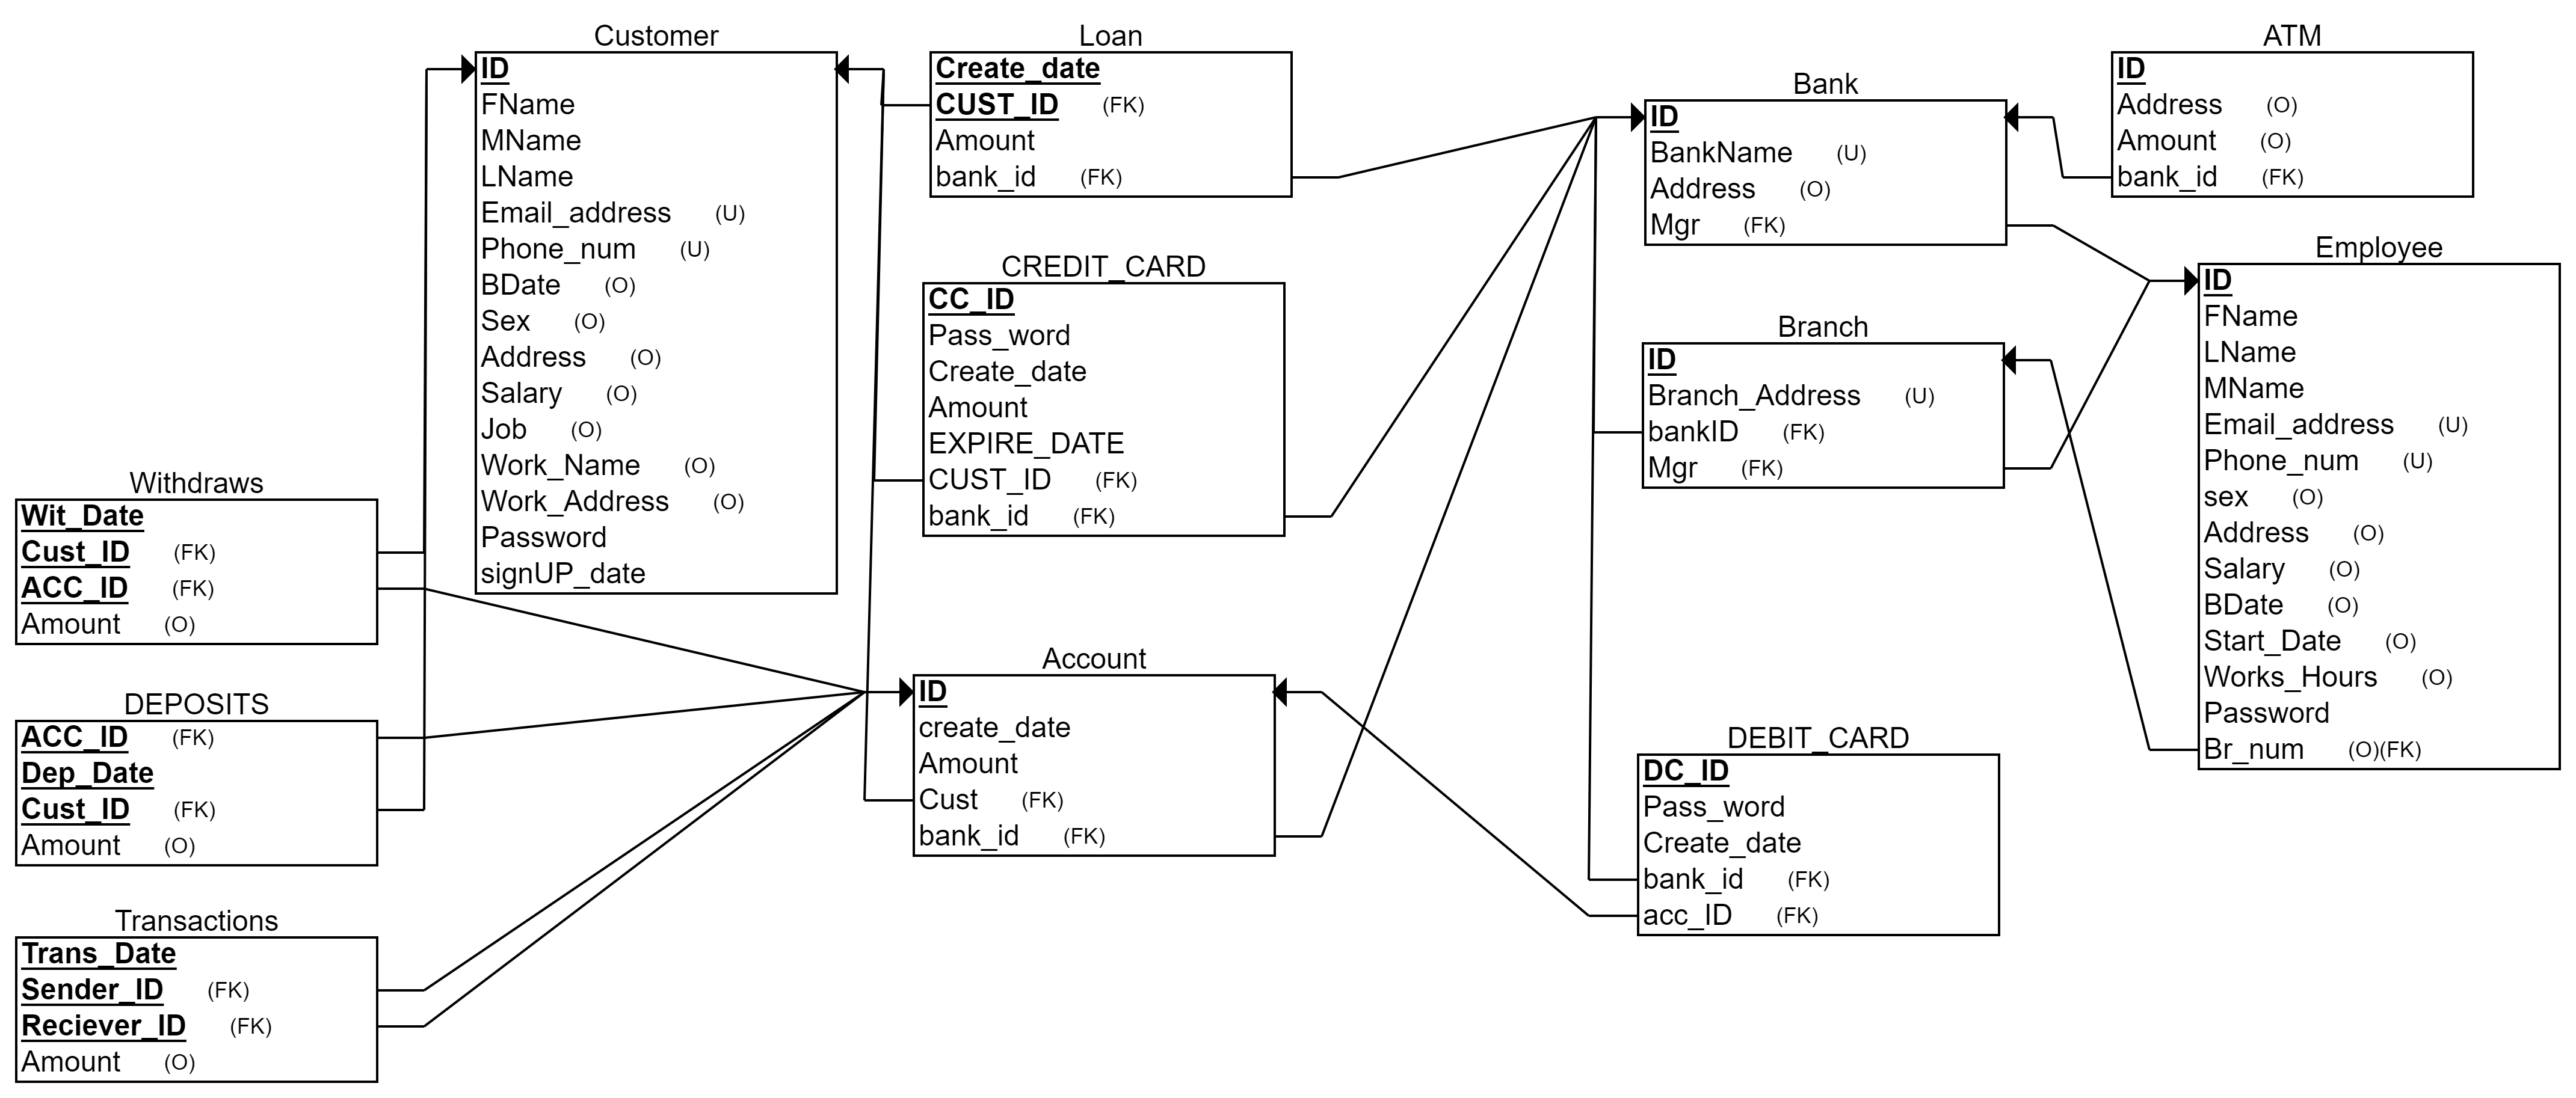 Customer
ID
FName
MName
LName
Email_address (U)
Phone_num (U)
BDate (O)
Sex (O)
Address (O)
Salary (O)
Job (O)
Work_Name (O)
Work_Address (O)
Password
signUP_date
Loan
Create_date
CUST_ID (FK)
Amount
bank_id (FK)
Bank
ID
BankName (U)
Address (O)
Mgr (FK)
ATM
ID
Address (O)
Amount (O)
bank_id (FK)
CREDIT_CARD
CC_ID
Pass_word
Create_date
Amount
EXPIRE_DATE
CUST_ID (FK)
bank_id (FK)
Branch
ID
Branch_Address (U)
bankID (FK)
Mgr (FK)
Employee
ID
FName
LName
MName
Email_address (U)
Phone_num (U)
sex (O)
Address (O)
Salary (O)
BDate (O)
Start_Date (O)
Works_Hours (O)
Password
Br_num (O)(FK)
Withdraws
Wit_Date
Cust_ID (FK)
ACC_ID (FK)
Amount (O)
DEPOSITS
ACC_ID (FK)
Dep_Date
Cust_ID (FK)
Amount (O)
Account
ID
create_date
Amount
Cust (FK)
bank_id (FK)
DEBIT_CARD
DC_ID
Pass_word
Create_date
bank_id (FK)
acc_ID (FK)
Transactions
Trans_Date
Sender_ID (FK)
Reciever_ID (FK)
Amount (O)